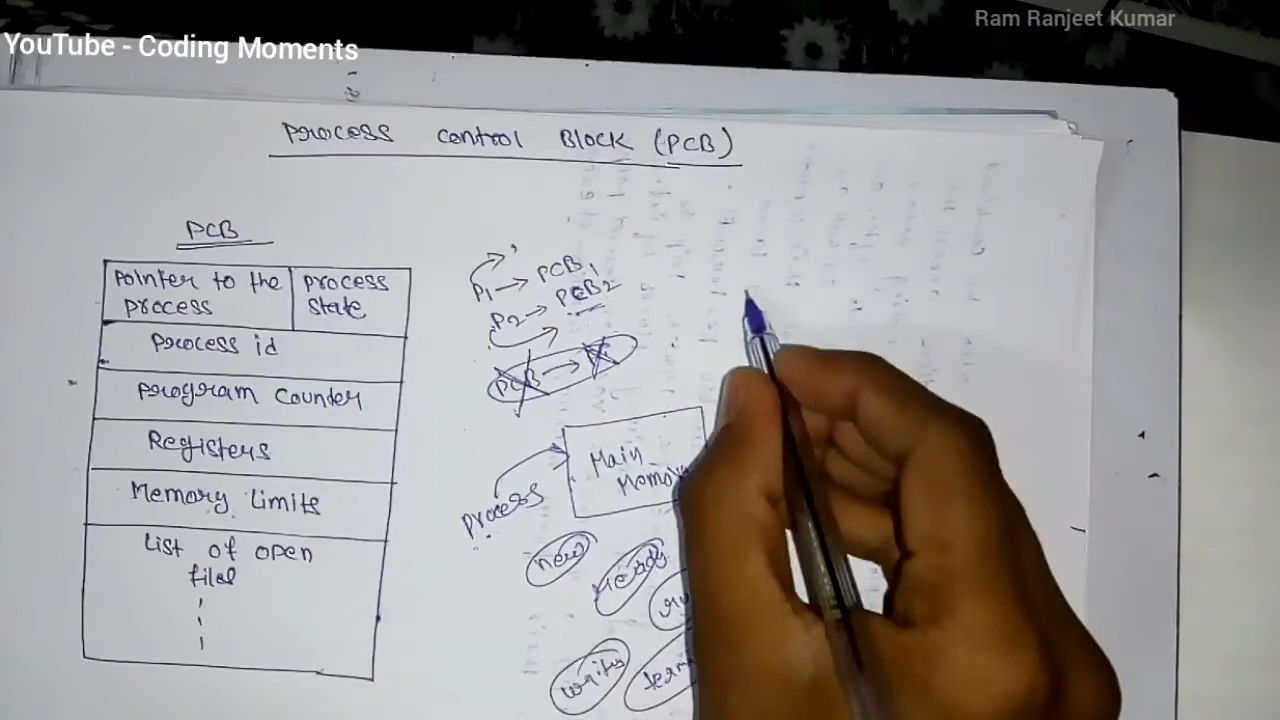 Ram Ranjeet Kumar
YouTube - Coding Moments
Process Control Block (PCB)
PCB
Pointer to the process
process state
Process id
Program Counter
Registers
Memory Limits
List of open
files
P1 → PCB1
P2 → PCB2
PCB →
Main
Memory
Process
new
ready
waiting